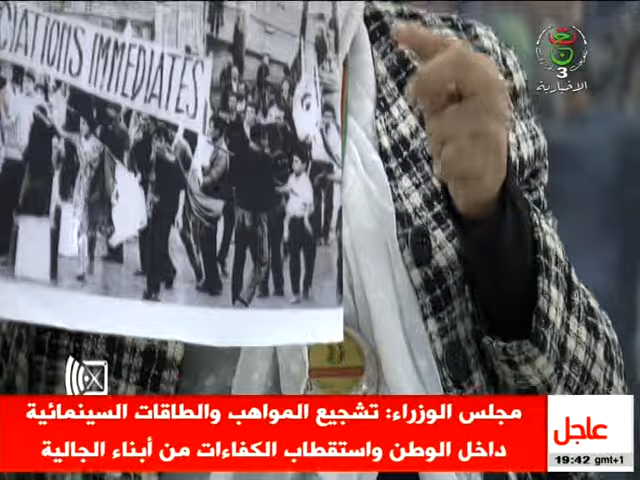 CIATIONS IMMEDIATES
3
الإخبارية
مجلس الوزراء: تشجيع المواهب والطاقات السينمائية
داخل الوطن واستقطاب الكفاءات من أبناء الجالية
عاجل
19:42 gmt+1